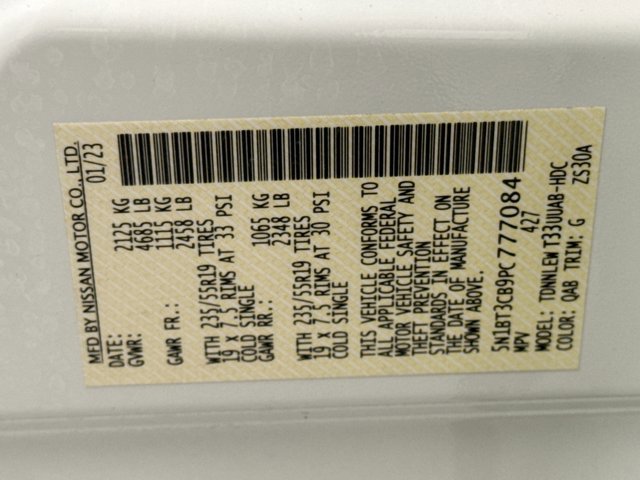 MFD BY NISSAN MOTOR CO., LTD.
DATE: 01/23
GVWR: 2125 KG
4685 LB
GAWR FR.: 1115 KG
2458 LB
WITH 235/55R19 TIRES
19 x 7.5 RIMS AT 33 PSI
COLD SINGLE
GAWR RR.: 1065 KG
2348 LB
WITH 235/55R19 TIRES
19 x 7.5 RIMS AT 30 PSI
COLD SINGLE
THIS VEHICLE CONFORMS TO
ALL APPLICABLE FEDERAL
MOTOR VEHICLE SAFETY AND
THEFT PREVENTION
STANDARDS IN EFFECT ON
THE DATE OF MANUFACTURE
SHOWN ABOVE.
5N1BT3CB9PC777084
MPV 427
MODEL: TDNNLEW T33UUAB-HDC
COLOR: QAB TRIM: G ZS30A